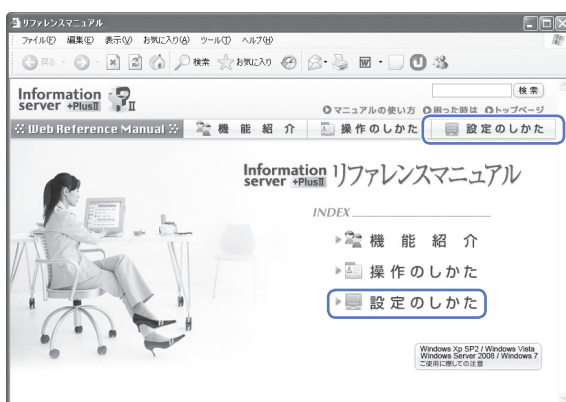 リファレンスマニュアル
ファイル(F) 編集(E) 表示(V) お気に入り(A) ツール(T) ヘルプ(H)
戻る 検索 お気に入り
Information
server +PlusⅡ
検索
マニュアルの使い方 困った時は トップページ
Web Reference Manual 機能紹介 操作のしかた 設定のしかた
Information
server +PlusⅡ リファレンスマニュアル
INDEX
機能紹介
操作のしかた
設定のしかた
Windows Xp SP2 / Windows Vista
Windows Server 2008 / Windows 7
ご使用に際しての注意